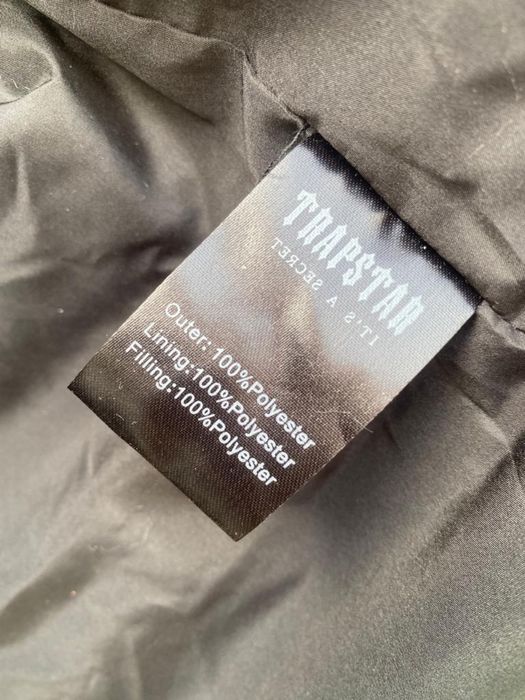 TRAPSTAR
IT'S A SECRET
Outer:100%Polyester
Lining:100%Polyester
Filling:100%Polyester